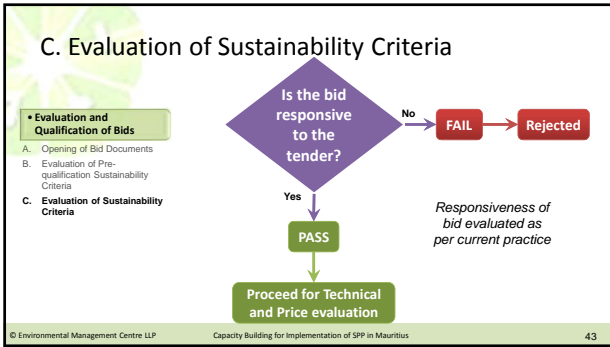 C. Evaluation of Sustainability Criteria
• Evaluation and
Qualification of Bids
A. Opening of Bid Documents
B. Evaluation of Pre-
qualification Sustainability
Criteria
C. Evaluation of Sustainability
Criteria
Is the bid
responsive
to the
tender?
No
FAIL
Rejected
Yes
PASS
Proceed for Technical
and Price evaluation
Responsiveness of
bid evaluated as
per current practice
© Environmental Management Centre LLP
Capacity Building for Implementation of SPP in Mauritius
43